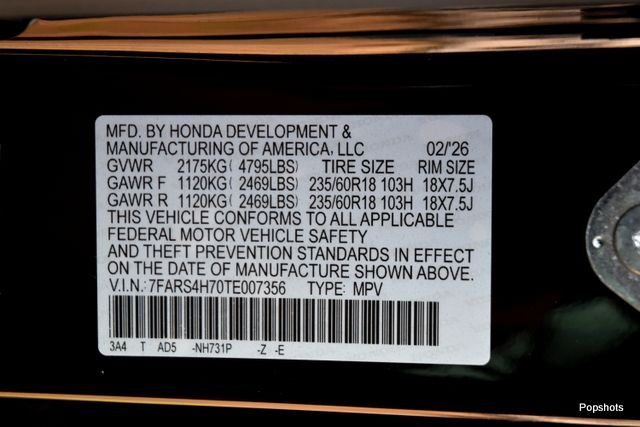 MFD. BY HONDA DEVELOPMENT &
MANUFACTURING OF AMERICA, LLC 02/'26
GVWR 2175KG( 4795LBS) TIRE SIZE RIM SIZE
GAWR F 1120KG( 2469LBS) 235/60R18 103H 18X7.5J
GAWR R 1120KG( 2469LBS) 235/60R18 103H 18X7.5J
THIS VEHICLE CONFORMS TO ALL APPLICABLE
FEDERAL MOTOR VEHICLE SAFETY
AND THEFT PREVENTION STANDARDS IN EFFECT
ON THE DATE OF MANUFACTURE SHOWN ABOVE.
V.I.N.:7FARS4H70TE007356 TYPE: MPV
3A4 T AD5 -NH731P -Z -E
Popshots